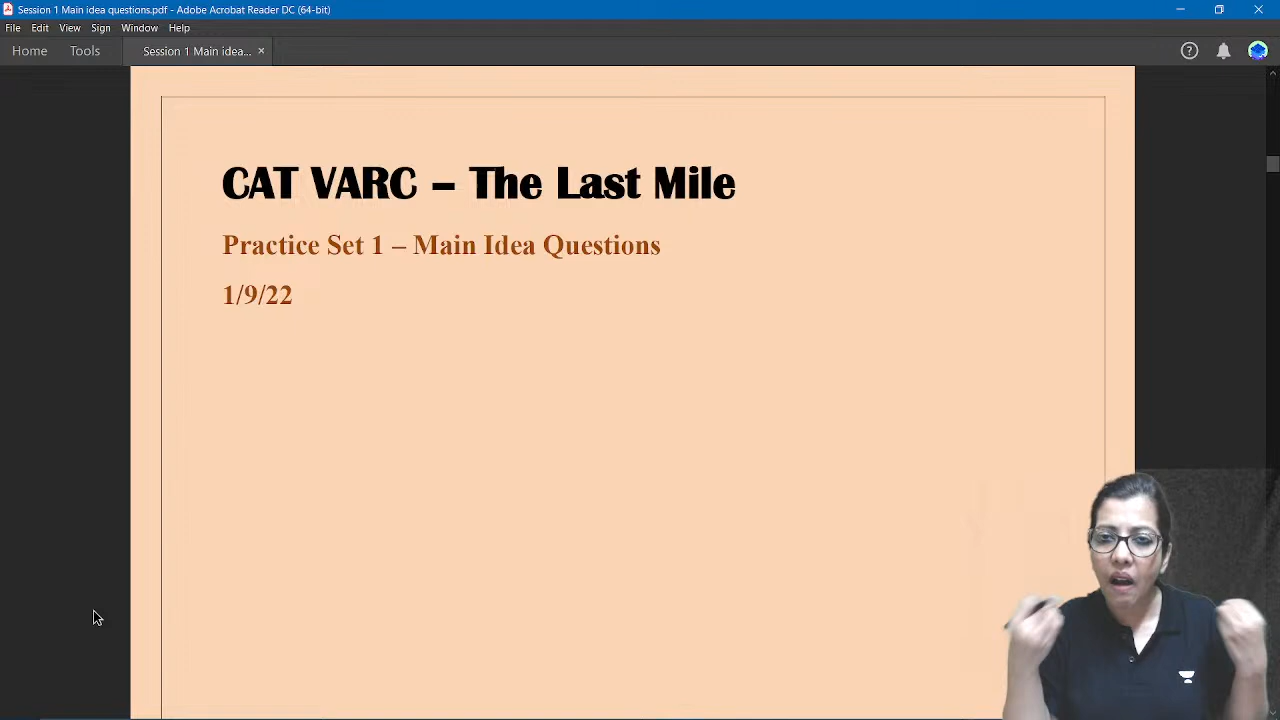 Session 1 Main idea questions.pdf - Adobe Acrobat Reader DC (64-bit)
File Edit View Sign Window Help
Home Tools Session 1 Main idea... ×
CAT VARC – The Last Mile
Practice Set 1 – Main Idea Questions
1/9/22